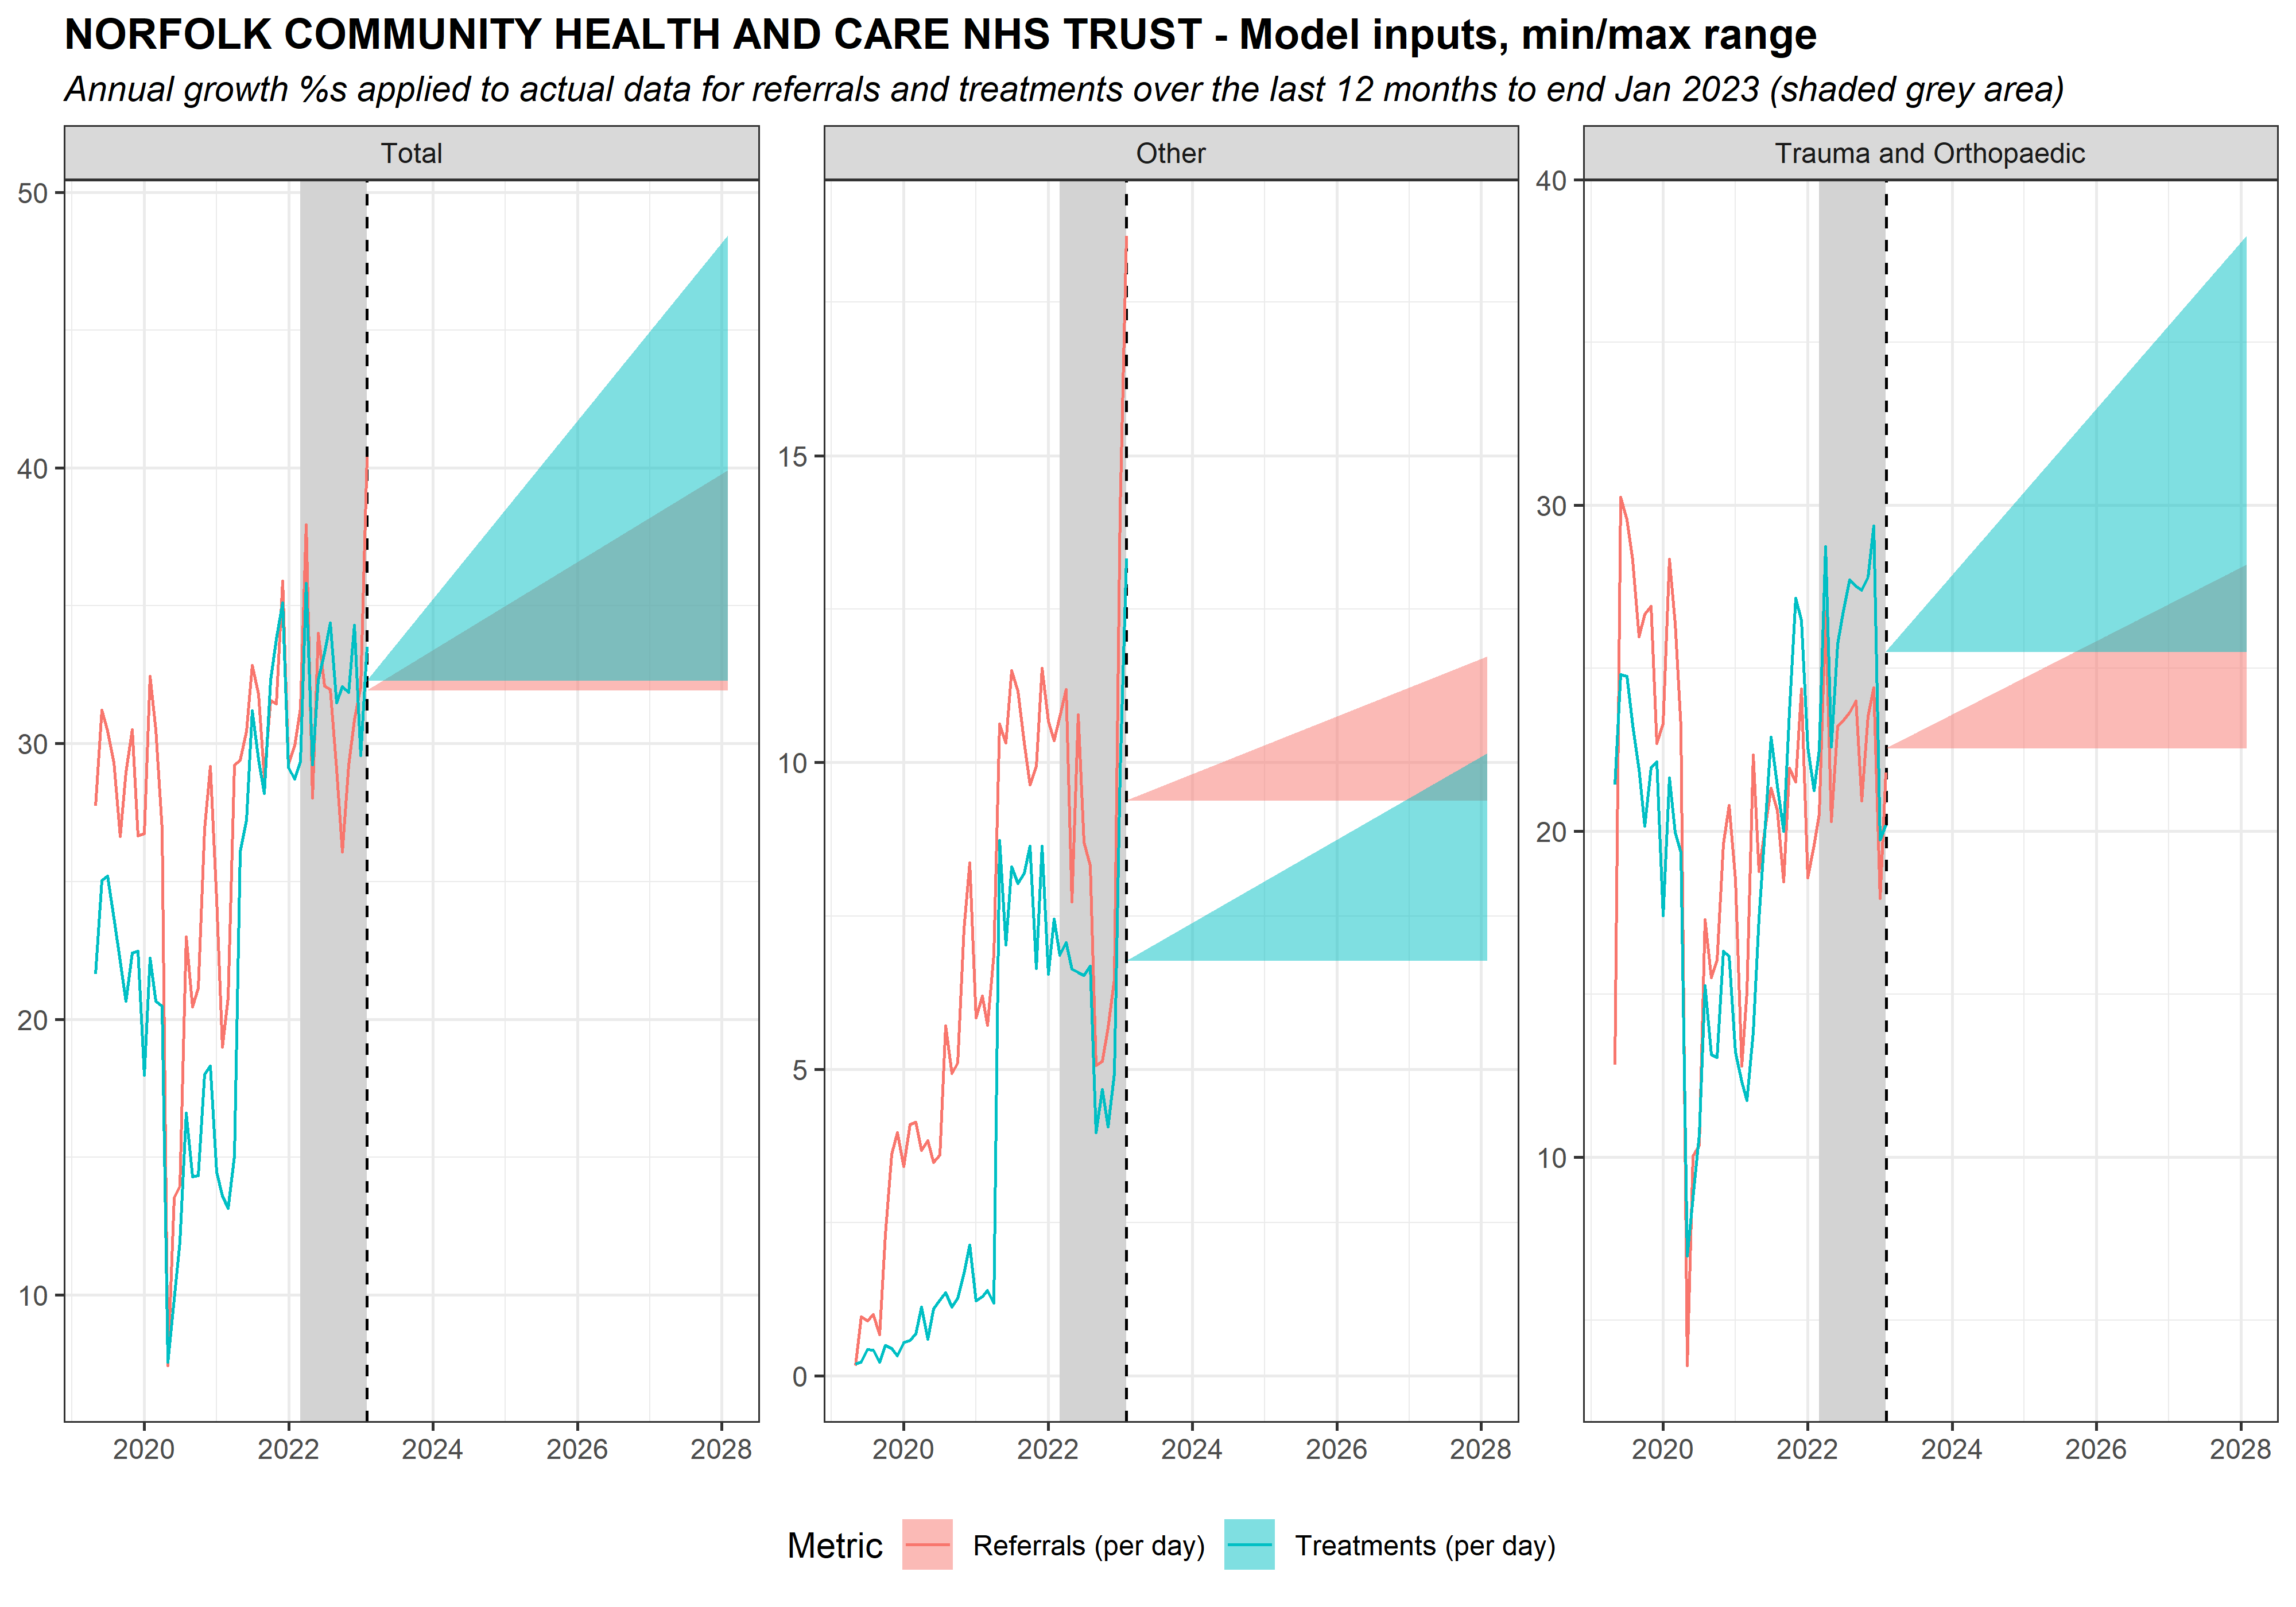 NORFOLK COMMUNITY HEALTH AND CARE NHS TRUST - Model inputs, min/max range
Annual growth %s applied to actual data for referrals and treatments over the last 12 months to end Jan 2023 (shaded grey area)
Total
Other
Trauma and Orthopaedic
50
40
30
20
10
15
10
5
0
40
30
20
10
2020 2022 2024 2026 2028
2020 2022 2024 2026 2028
2020 2022 2024 2026 2028
Metric Referrals (per day) Treatments (per day)